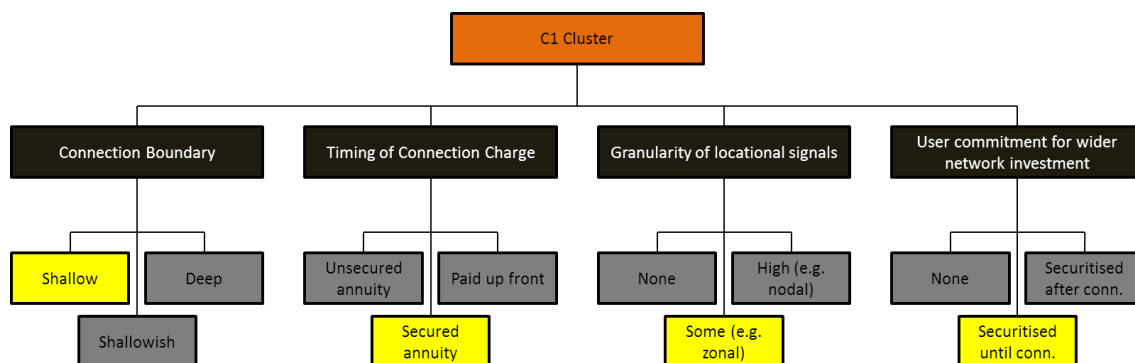 C1 Cluster
Connection Boundary
Timing of Connection Charge
Granularity of locational signals
User commitment for wider
network investment
Shallow
Deep
Shallowish
Unsecured
annuity
Paid up front
Secured
annuity
None
High (e.g.
nodal)
Some (e.g.
zonal)
None
Securitised
after conn.
Securitised
until conn.